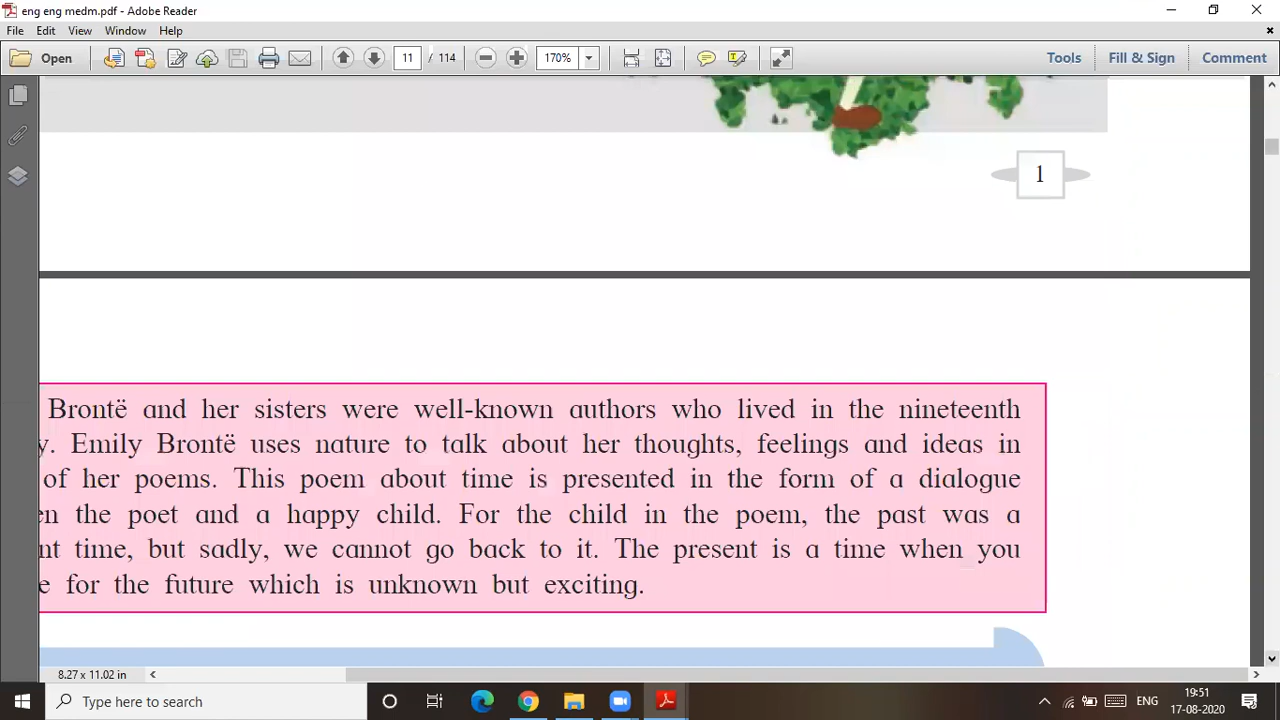 eng eng medm.pdf - Adobe Reader
File Edit View Window Help
Open 11 / 114 170% Tools Fill & Sign Comment
1
Brontë and her sisters were well-known authors who lived in the nineteenth
y. Emily Brontë uses nature to talk about her thoughts, feelings and ideas in
of her poems. This poem about time is presented in the form of a dialogue
en the poet and a happy child. For the child in the poem, the past was a
nt time, but sadly, we cannot go back to it. The present is a time when you
e for the future which is unknown but exciting.
8.27 x 11.02 in
Type here to search
ENG
19:51
17-08-2020